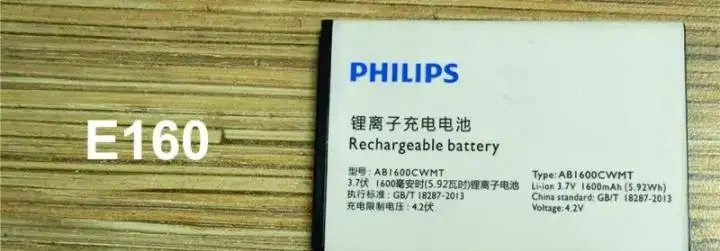 E160
PHILIPS
锂离子充电电池
Rechargeable battery
型号: AB1600CWMT
3.7伏 1600毫安时(5.92瓦时)锂离子电池
执行标准: GB/T 18287-2013
充电限制电压: 4.2伏
Type: AB1600CWMT
Li-ion 3.7V 1600mAh (5.92Wh)
China standard: GB/T 18287-2013
Voltage: 4.2V